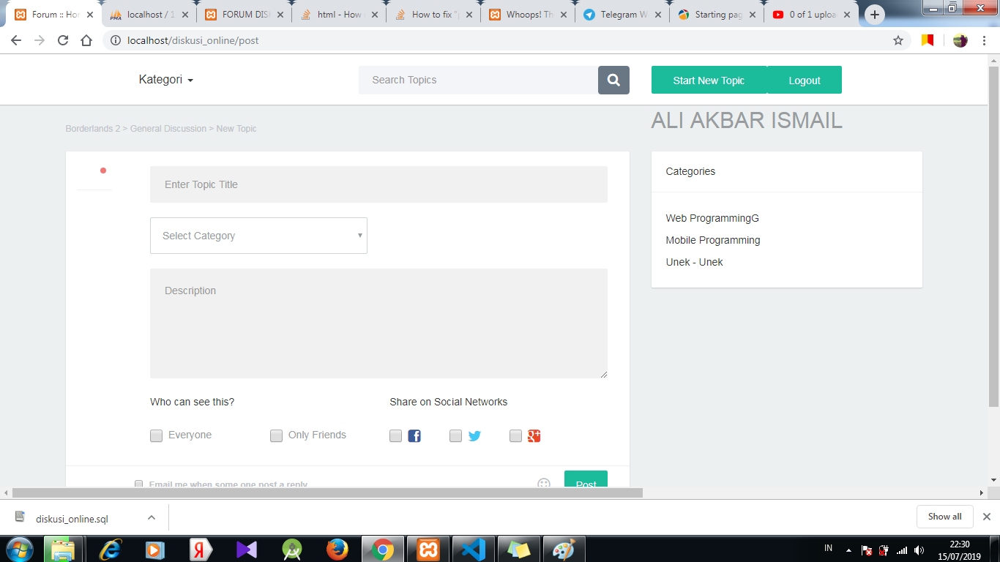 Forum :: Hor
localhost / 1
FORUM DISK
html - How
How to fix "p
Whoops! Th
Telegram W
Starting pag
0 of 1 uploa
localhost/diskusi_online/post
Kategori
Search Topics
Start New Topic
Logout
Borderlands 2 > General Discussion > New Topic
ALI AKBAR ISMAIL
Enter Topic Title
Select Category
Description
Who can see this?
Share on Social Networks
Everyone
Only Friends
Email me when some one post a reply
Post
Categories
Web ProgrammingG
Mobile Programming
Unek - Unek
diskusi_online.sql
Show all
IN
22:30
15/07/2019